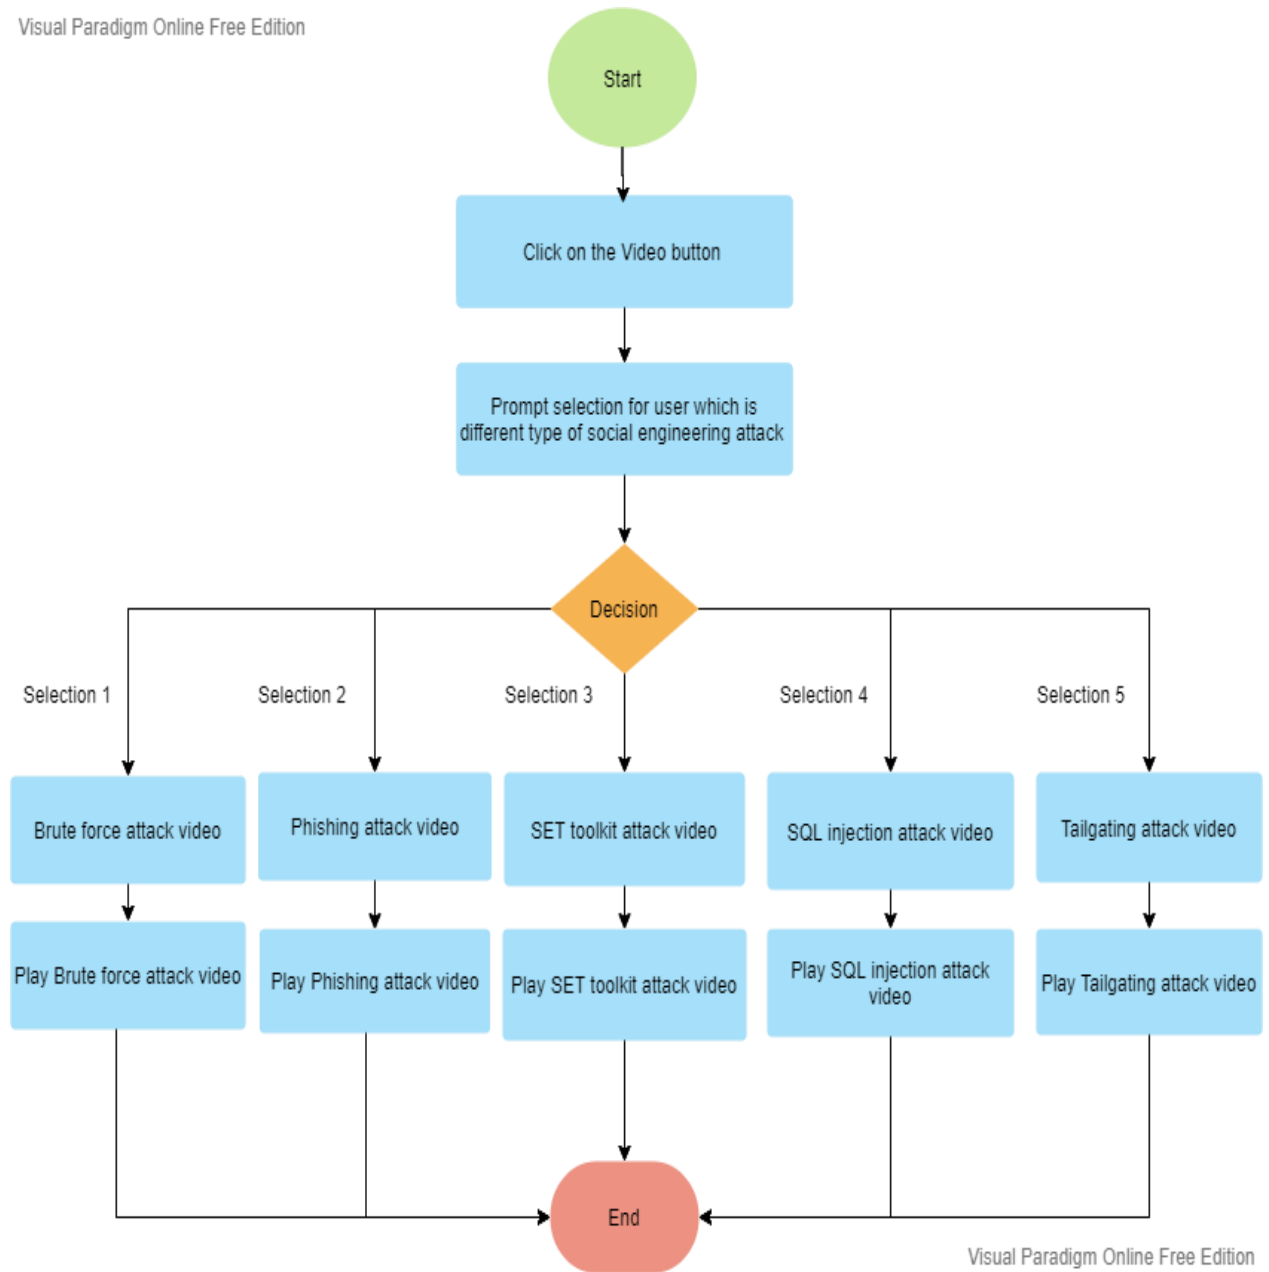 Visual Paradigm Online Free Edition
Start
Click on the Video button
Prompt selection for user which is
different type of social engineering attack
Decision
Selection 1
Selection 2
Selection 3
Selection 4
Selection 5
Brute force attack video
Phishing attack video
SET toolkit attack video
SQL injection attack video
Tailgating attack video
Play Brute force attack video
Play Phishing attack video
Play SET toolkit attack video
Play SQL injection attack
video
Play Tailgating attack video
End
Visual Paradigm Online Free Edition